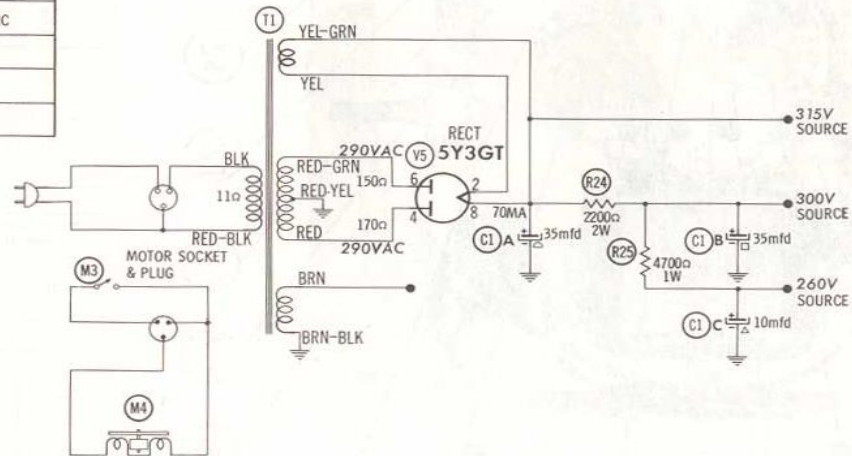 C
T1
YEL-GRN
YEL
315V
SOURCE
RECT
290VAC
V5
5Y3GT
BLK
RED-GRN
150Ω
6
2
R24
11Ω
RED-YEL
300V
SOURCE
170Ω
4
8
70MA
2200Ω
2W
C1
A
35mfd
C1
B
35mfd
RED-BLK
RED
290VAC
MOTOR SOCKET
& PLUG
R25
4700Ω
1W
M3
BRN
260V
SOURCE
C1
C
10mfd
BRN-BLK
M4